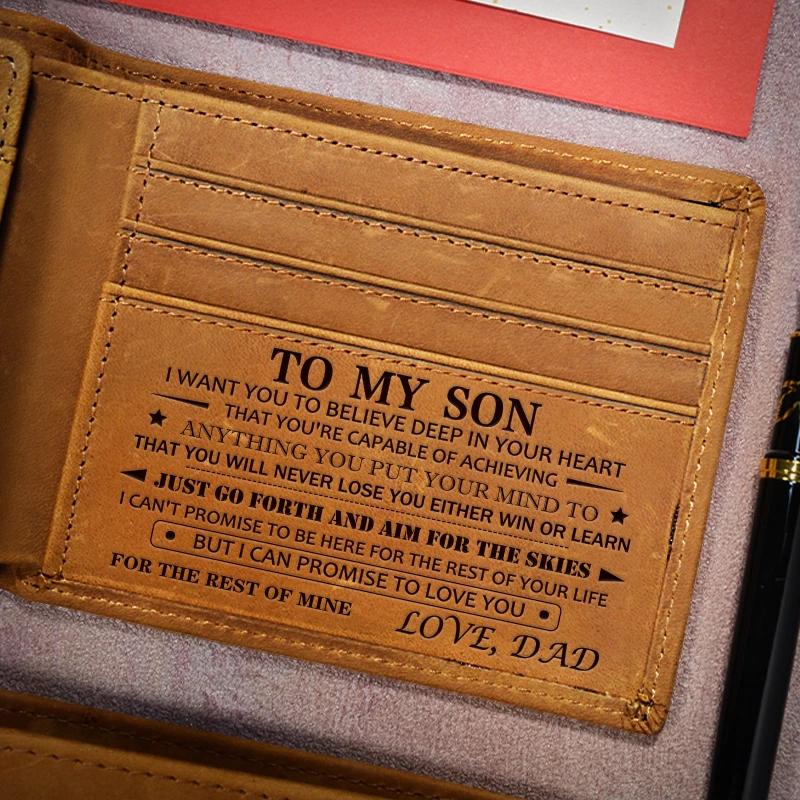 TO MY SON
I WANT YOU TO BELIEVE DEEP IN YOUR HEART
THAT YOU'RE CAPABLE OF ACHIEVING
ANYTHING YOU PUT YOUR MIND TO
THAT YOU WILL NEVER LOSE YOU EITHER WIN OR LEARN
JUST GO FORTH AND AIM FOR THE SKIES
I CAN'T PROMISE TO BE HERE FOR THE REST OF YOUR LIFE
BUT I CAN PROMISE TO LOVE YOU
FOR THE REST OF MINE
LOVE, DAD